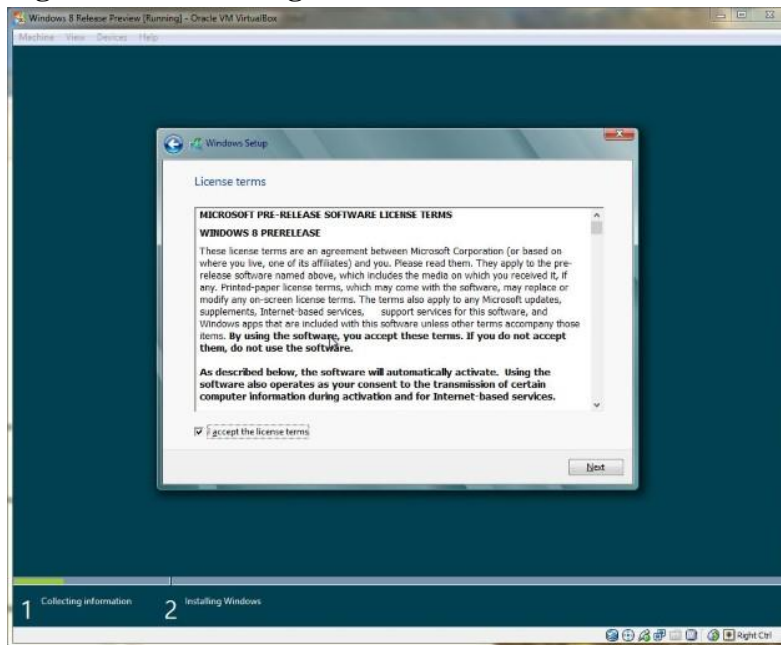 Windows 8 Release Preview [Running] - Oracle VM VirtualBox
Machine View Devices Help
Windows Setup
License terms
MICROSOFT PRE-RELEASE SOFTWARE LICENSE TERMS
WINDOWS 8 PRERELEASE
These license terms are an agreement between Microsoft Corporation (or based on
where you live, one of its affiliates) and you. Please read them. They apply to the pre-
release software named above, which includes the media on which you received it, if
any. Printed-paper license terms, which may come with the software, may replace or
modify any on-screen license terms. The terms also apply to any Microsoft updates,
supplements, Internet-based services, support services for this software, and
Windows apps that are included with this software unless other terms accompany those
items. By using the software, you accept these terms. If you do not accept
them, do not use the software.
As described below, the software will automatically activate. Using the
software also operates as your consent to the transmission of certain
computer information during activation and for Internet-based services.
I accept the license terms
Next
1 Collecting information 2 Installing Windows
Right Ctrl